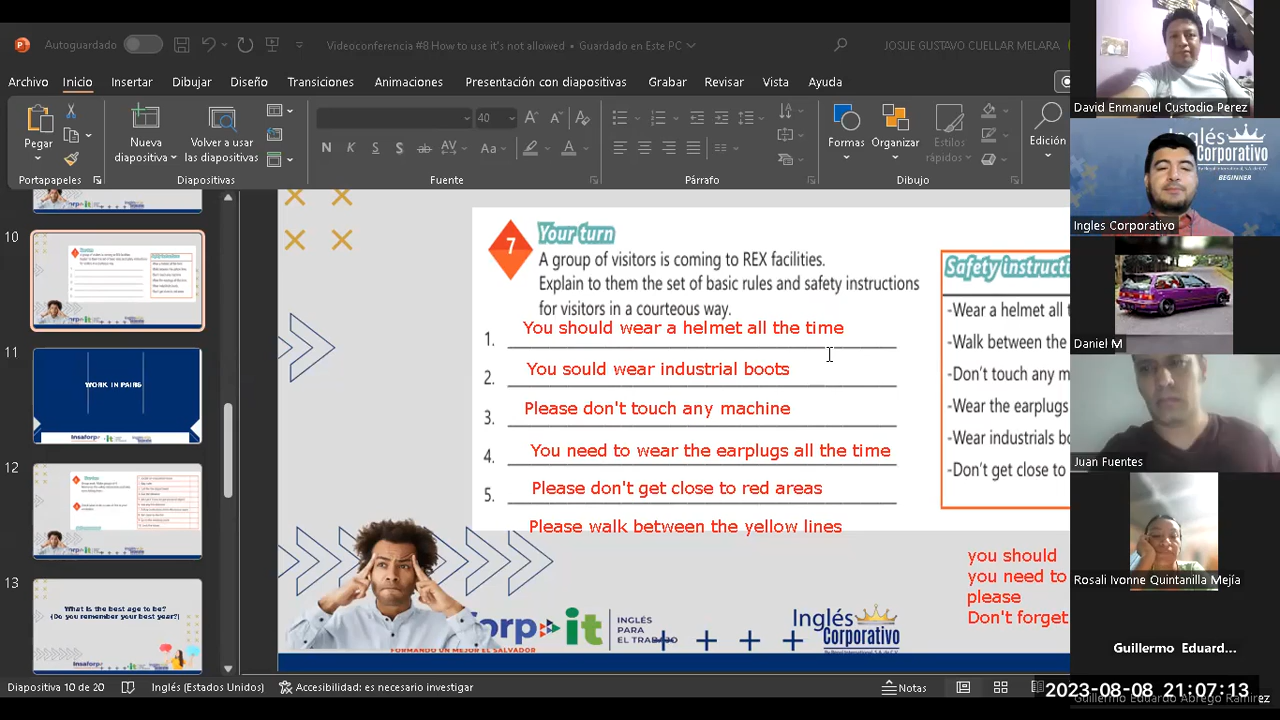 Autoguardado
Videoconferencia #8 How to use it's not allowed • Guardado en Este PC
JOSUE GUSTAVO CUELLAR MELARA
Archivo Inicio Insertar Dibujar Diseño Transiciones Animaciones Presentación con diapositivas Grabar Revisar Vista Ayuda
Pegar
Nueva diapositiva
Volver a usar las diapositivas
40
N K S S ab AV Aa A
Formas
Organizar
Estilos rápidos
Edición
Portapapeles
Diapositivas
Fuente
Párrafo
Dibujo
10
11
WORK IN PAIRS
12
13
What is the best age to be?
(Do you remember your best year?)
7
Your turn
A group of visitors is coming to REX facilities.
Explain to them the set of basic rules and safety instructions
for visitors in a courteous way.
1. You should wear a helmet all the time
2. You sould wear industrial boots
3. Please don't touch any machine
4. You need to wear the earplugs all the time
5. Please don't get close to red areas
Please walk between the yellow lines
Safety instructi
-Wear a helmet all t
-Walk between the
-Don't touch any m
-Wear the earplugs
-Wear industrials bo
-Don't get close to
you should
you need to
please
Don't forget
orp it
INGLÉS
PARA
EL TRABAJO
FORMANDO UN MEJOR EL SALVADOR
Inglés
Corporativo
Diapositiva 10 de 20
Inglés (Estados Unidos)
Accesibilidad: es necesario investigar
Notas
David Enmanuel Custodio Perez
Inglés
Corporativo
BEGINNER
Ingles Corporativo
Daniel M
Juan Fuentes
Rosali Ivonne Quintanilla Mejía
Guillermo Eduard...
Guillermo Eduardo Abrego Ramirez
2023-08-08 21:07:13